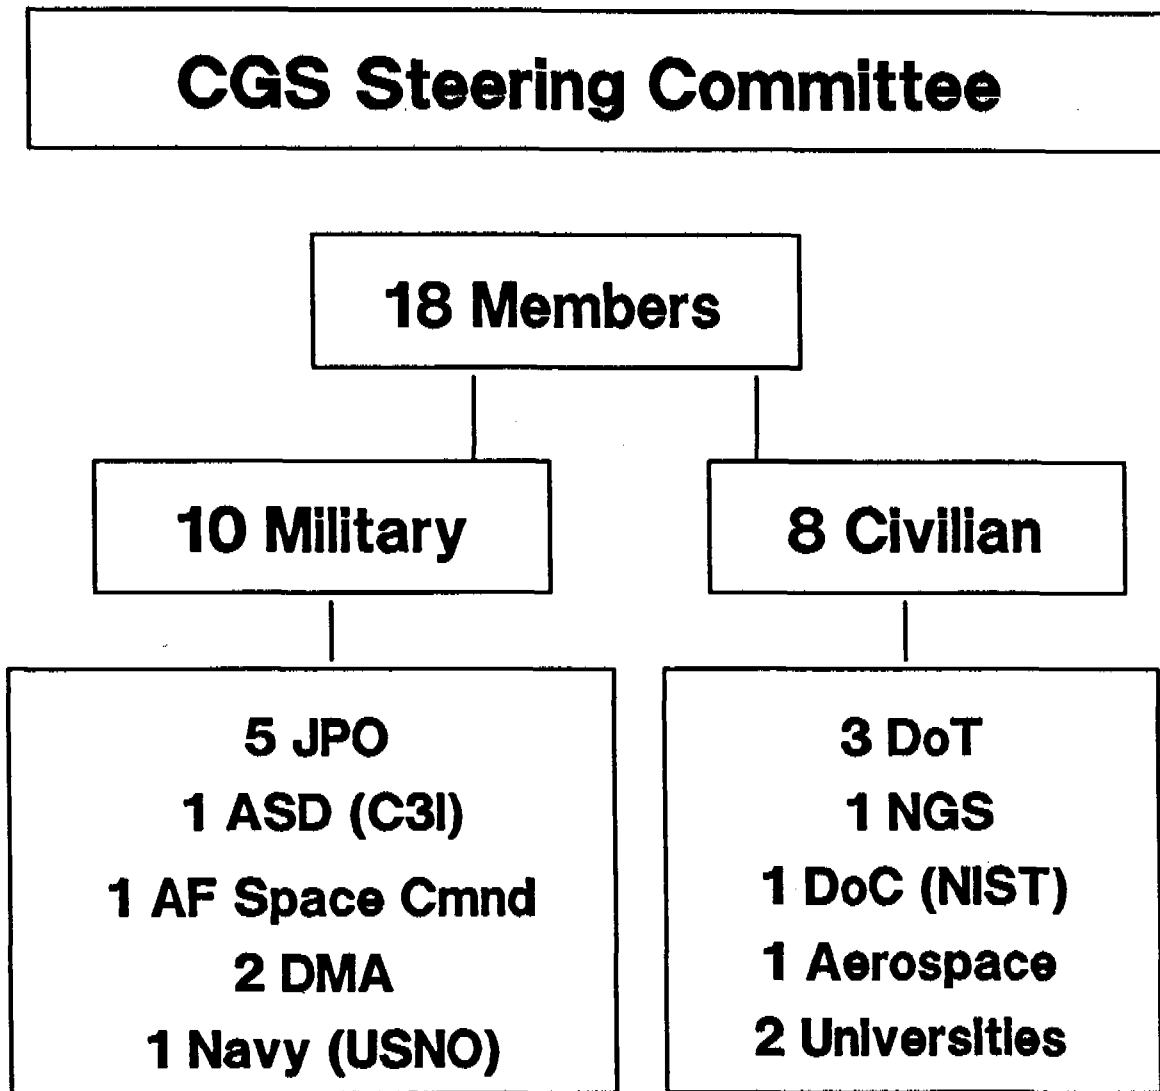 CGS Steering Committee
18 Members
10 Military
8 Civilian
5 JPO
1 ASD (C3I)
1 AF Space Cmnd
2 DMA
1 Navy (USNO)
3 DoT
1 NGS
1 DoC (NIST)
1 Aerospace
2 Universities